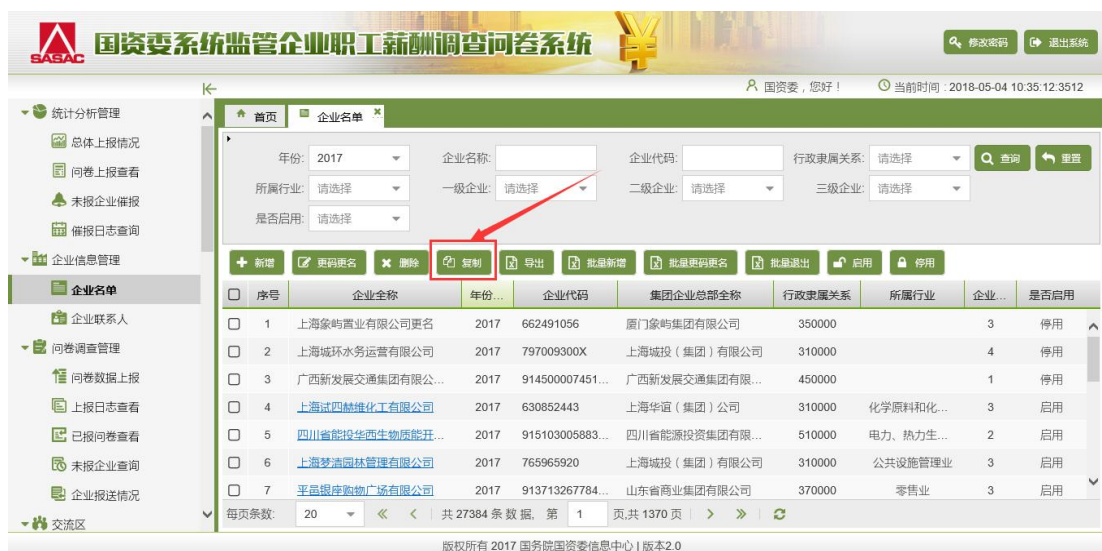 SASAC
国资委系统监管企业职工薪酬调查问卷系统
修改密码 退出系统
国资委，您好！ 当前时间 : 2018-05-04 10:35:12:3512
统计分析管理
总体上报情况
问卷上报查看
未报企业催报
催报日志查询
企业信息管理
企业名单
企业联系人
问卷调查管理
问卷数据上报
上报日志查看
已报问卷查看
未报企业查询
企业报送情况
交流区
首页 企业名单
年份: 2017 企业名称: 企业代码: 行政隶属关系: 请选择 查询 重置
所属行业: 请选择 一级企业: 请选择 二级企业: 请选择 三级企业: 请选择
是否启用: 请选择
新增 更码更名 删除 复制 导出 批量新增 批量更码更名 批量退出 启用 停用
序号 企业全称 年份... 企业代码 集团企业总部全称 行政隶属关系 所属行业 企业... 是否启用
1 上海象屿置业有限公司更名 2017 662491056 厦门象屿集团有限公司 350000 3 停用
2 上海城环水务运营有限公司 2017 797009300X 上海城投（集团）有限公司 310000 4 停用
3 广西新发展交通集团有限公... 2017 914500007451... 广西新发展交通集团有限... 450000 1 停用
4 上海试四赫维化工有限公司 2017 630852443 上海华谊（集团）公司 310000 化学原料和化... 3 启用
5 四川省能投华西生物质能开... 2017 915103005883... 四川省能源投资集团有限... 510000 电力、热力生... 2 启用
6 上海梦清园林管理有限公司 2017 765965920 上海城投（集团）有限公司 310000 公共设施管理业 3 启用
7 平邑银座购物广场有限公司 2017 913713267784... 山东省商业集团有限公司 370000 零售业 3 启用
每页条数: 20 共 27384 条 数 据, 第 1 页,共 1370 页
版权所有 2017 国务院国资委信息中心 | 版本2.0